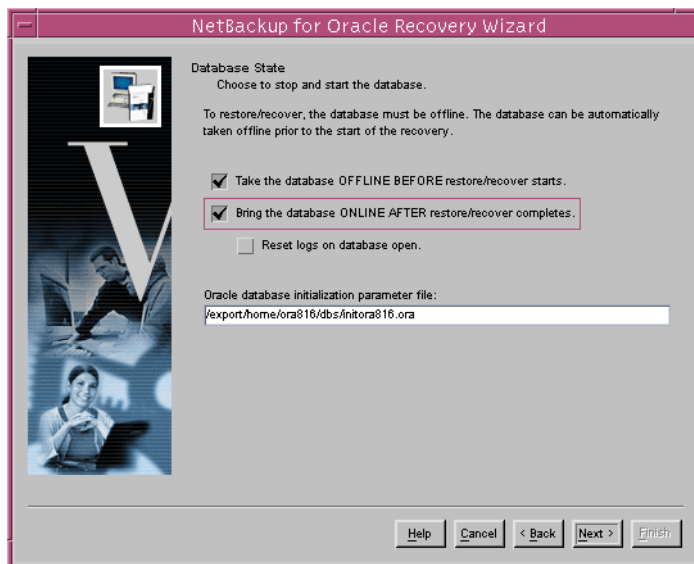 NetBackup for Oracle Recovery Wizard
Database State
Choose to stop and start the database.
To restore/recover, the database must be offline. The database can be automatically
taken offline prior to the start of the recovery.
Take the database OFFLINE BEFORE restore/recover starts.
Bring the database ONLINE AFTER restore/recover completes.
Reset logs on database open.
Oracle database initialization parameter file:
/export/home/ora816/dbs/initora816.ora
V
Help
Cancel
< Back
Next >
Finish